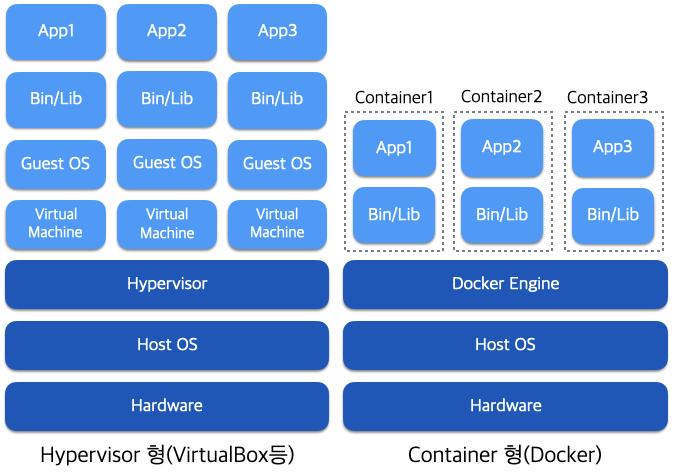 App1
App2
App3
Bin/Lib
Bin/Lib
Bin/Lib
Guest OS
Guest OS
Guest OS
Virtual
Machine
Virtual
Machine
Virtual
Machine
Hypervisor
Host OS
Hardware
Hypervisor 형(VirtualBox등)
Container1
Container2
Container3
App1
App2
App3
Bin/Lib
Bin/Lib
Bin/Lib
Docker Engine
Host OS
Hardware
Container 형(Docker)